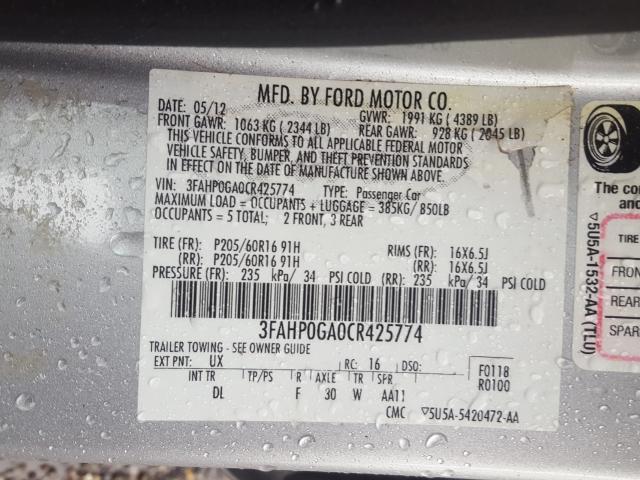 MFD. BY FORD MOTOR CO.
DATE: 05/12 GVWR: 1991 KG ( 4389 LB)
FRONT GAWR: 1063 KG ( 2344 LB) REAR GAWR: 928 KG ( 2045 LB)
THIS VEHICLE CONFORMS TO ALL APPLICABLE FEDERAL MOTOR
VEHICLE SAFETY, BUMPER, AND THEFT PREVENTION STANDARDS
IN EFFECT ON THE DATE OF MANUFACTURE SHOWN ABOVE.
VIN: 3FAHP0GA0CR425774 TYPE: Passenger Car
MAXIMUM LOAD = OCCUPANTS + LUGGAGE = 385KG / 850LB
OCCUPANTS = 5 TOTAL; 2 FRONT, 3 REAR
TIRE (FR): P205/60R16 91H RIMS (FR): 16X6.5J
(RR): P205/60R16 91H (RR): 16X6.5J
PRESSURE (FR): 235 kPa/ 34 PSI COLD (RR): 235 kPa/ 34 PSI COLD
3FAHP0GA0CR425774
TRAILER TOWING - SEE OWNER GUIDE
EXT PNT: UX RC: 16 DSO:
F0118
R0100
INT TR TP/PS R AXLE TR SPR
DL F 30 W AA11
CMC ▽5U5A-5420472-AA
▽5U5A-1532-AA (TLU)
The co
and
TIRE
FRON
REAR
SPAR